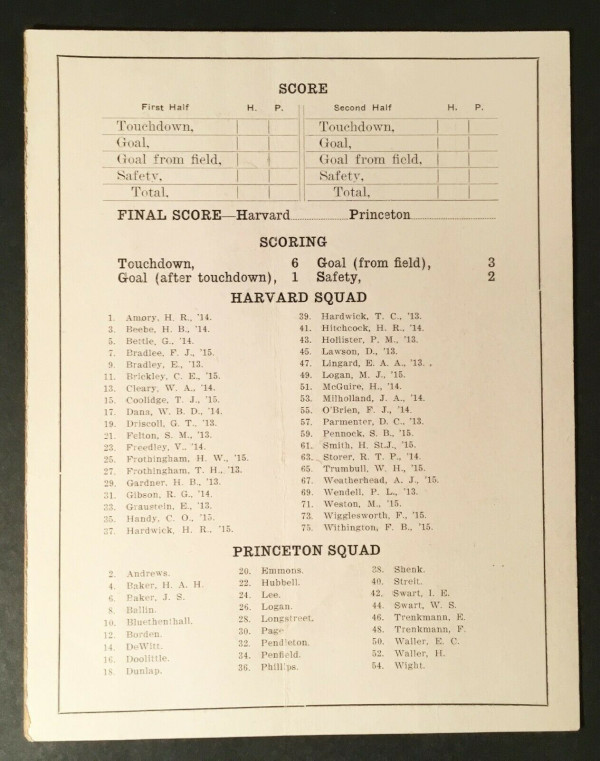 SCORE
First Half H. P. Second Half H. P.
Touchdown, Touchdown,
Goal, Goal,
Goal from field, Goal from field,
Safety, Safety,
Total, Total,
FINAL SCORE—Harvard Princeton
SCORING
Touchdown, 6 Goal (from field), 3
Goal (after touchdown), 1 Safety, 2
HARVARD SQUAD
1. Amory, H. R., '14.
3. Beebe, H. B., '14.
5. Bettle, G., '14.
7. Bradlee, F. J., '15.
9. Bradley, E., '13.
11. Brickley, C. E., '15.
13. Cleary, W. A., '14.
15. Coolidge, T. J., '15.
17. Dana, W. B. D., '14.
19. Driscoll, G. T., '13.
21. Felton, S. M., '13.
23. Freedley, V., '14.
25. Frothingham, H. W., '15.
27. Frothingham, T. H., '13.
29. Gardner, H. B., '13.
31. Gibson, R. G., '14.
33. Graustein, E., '13.
35. Handy, C. O., '15.
37. Hardwick, H. R., '15.
39. Hardwick, T. C., '13.
41. Hitchcock, H. R., '14.
43. Hollister, P. M., '13.
45. Lawson, D., '13.
47. Lingard, E. A. A., '13.
49. Logan, M. J., '15.
51. McGuire, H., '14.
53. Milholland, J. A., '14.
55. O'Brien, F. J., '14.
57. Parmenter, D. C., '13.
59. Pennock, S. B., '15.
61. Smith, H. St.J., '15.
63. Storer, R. T. P., '14.
65. Trumbull, W. H., '15.
67. Weatherhead, A. J., '15.
69. Wendell, P. L., '13.
71. Weston, M., '15.
73. Wigglesworth, F., '15.
75. Withington, F. B., '15.
PRINCETON SQUAD
2. Andrews.
4. Baker, H. A. H.
6. Baker, J. S.
8. Ballin.
10. Bluethenthall.
12. Borden.
14. DeWitt.
16. Doolittle.
18. Dunlap.
20. Emmons.
22. Hubbell.
24. Lee.
26. Logan.
28. Longstreet.
30. Page
32. Pendleton.
34. Penfield.
36. Phillips.
38. Shenk.
40. Streit.
42. Swart, I. E.
44. Swart, W. S.
46. Trenkmann, E.
48. Trenkmann, F.
50. Waller, E. C.
52. Waller, H.
54. Wight.